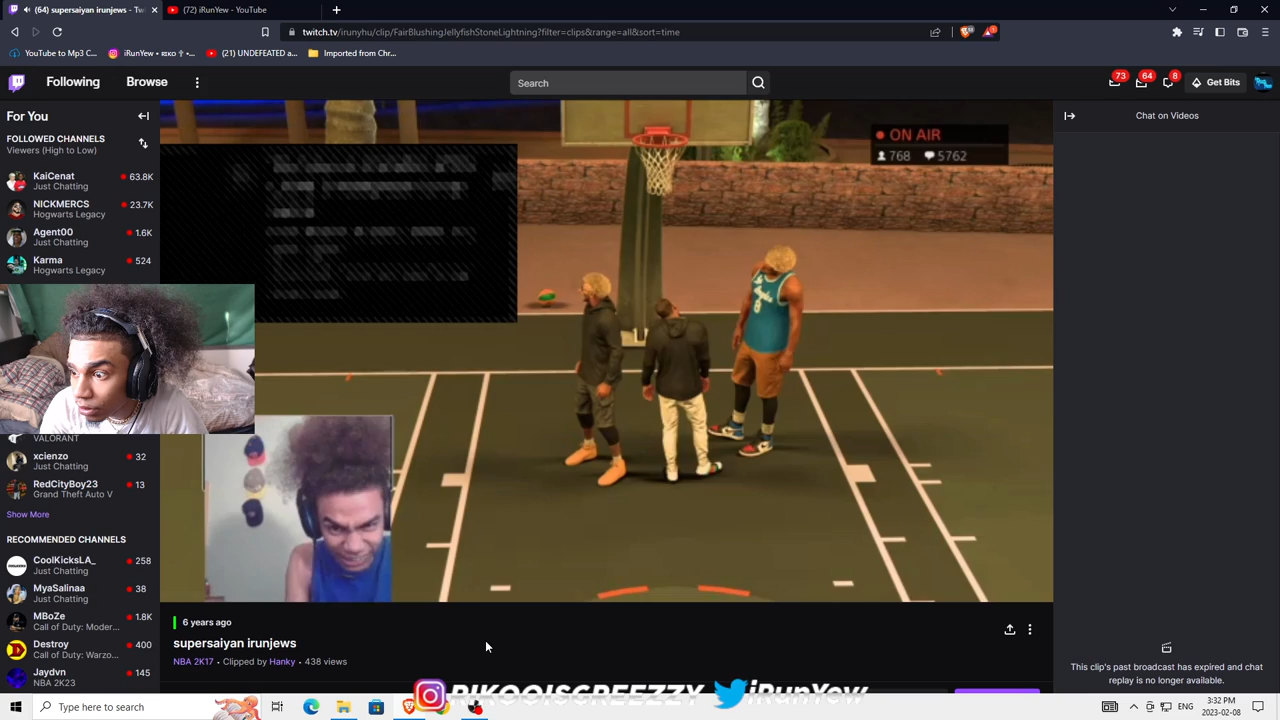 (64) supersaiyan irunjews - Twi
(72) iRunYew - YouTube
twitch.tv/irunyhu/clip/FairBlushingJellyfishStoneLightning?filter=clips&range=all&sort=time
YouTube to Mp3 C...
iRunYew • ʀɪᴋᴏ † •...
(21) UNDEFEATED a...
Imported from Chro...
Following
Browse
Search
73
64
8
Get Bits
For You
FOLLOWED CHANNELS
Viewers (High to Low)
KaiCenat
Just Chatting
63.8K
NICKMERCS
Hogwarts Legacy
23.7K
Agent00
Just Chatting
1.6K
Karma
Hogwarts Legacy
524
VALORANT
xcienzo
Just Chatting
32
RedCityBoy23
Grand Theft Auto V
13
Show More
RECOMMENDED CHANNELS
CoolKicksLA_
Just Chatting
258
MyaSalinaa
Just Chatting
38
MBoZe
Call of Duty: Moder...
1.8K
Destroy
Call of Duty: Warzo...
400
Jaydvn
NBA 2K23
145
ON AIR
768 5762
Chat on Videos
This clip's past broadcast has expired and chat
replay is no longer available.
6 years ago
supersaiyan irunjews
NBA 2K17 • Clipped by Hanky • 438 views
RIKOOISGREEZZY iRunYew
Type here to search
ENG
3:32 PM
2023-02-08